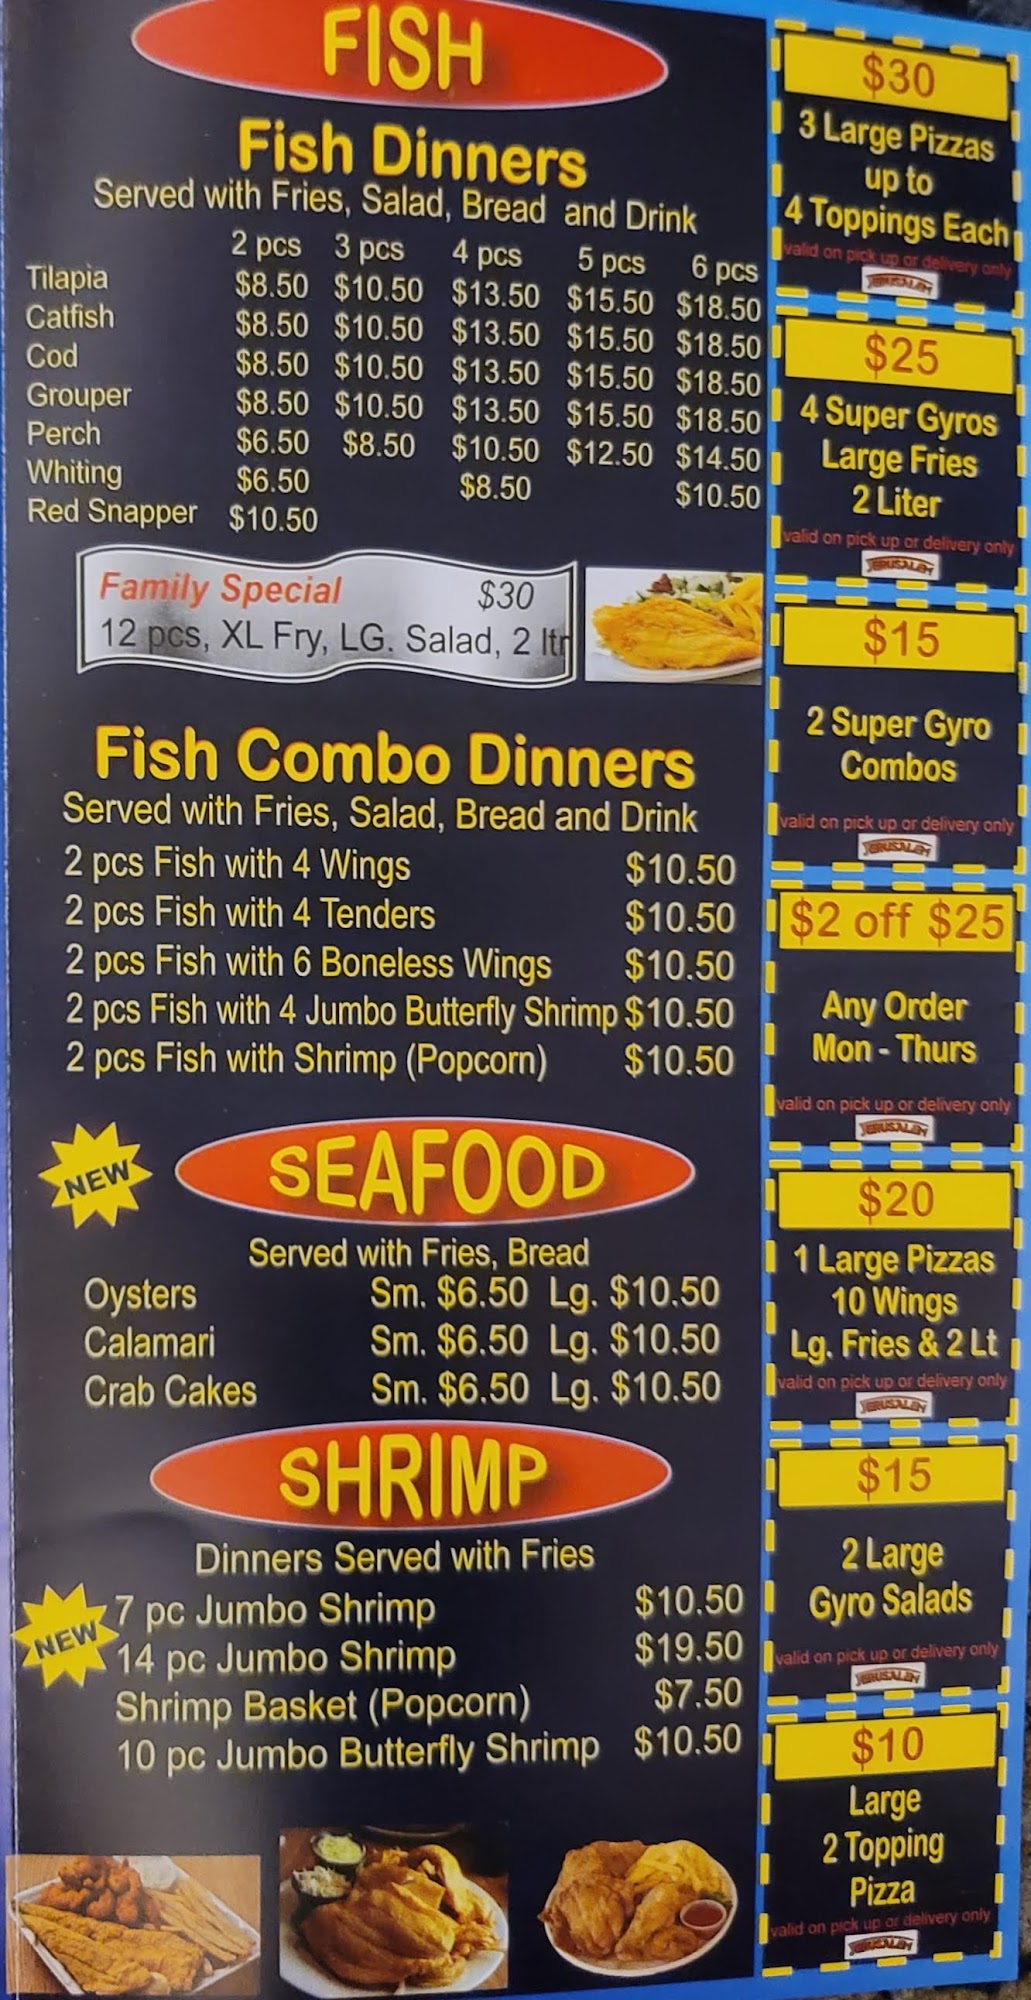 FISH
Fish Dinners
Served with Fries, Salad, Bread and Drink
2 pcs 3 pcs 4 pcs 5 pcs 6 pcs
Tilapia $8.50 $10.50 $13.50 $15.50 $18.50
Catfish $8.50 $10.50 $13.50 $15.50 $18.50
Cod $8.50 $10.50 $13.50 $15.50 $18.50
Grouper $8.50 $10.50 $13.50 $15.50 $18.50
Perch $6.50 $8.50 $10.50 $12.50 $14.50
Whiting $6.50 $8.50 $10.50
Red Snapper $10.50
Family Special $30
12 pcs, XL Fry, LG. Salad, 2 ltr
Fish Combo Dinners
Served with Fries, Salad, Bread and Drink
2 pcs Fish with 4 Wings $10.50
2 pcs Fish with 4 Tenders $10.50
2 pcs Fish with 6 Boneless Wings $10.50
2 pcs Fish with 4 Jumbo Butterfly Shrimp $10.50
2 pcs Fish with Shrimp (Popcorn) $10.50
NEW
SEAFOOD
Served with Fries, Bread
Oysters Sm. $6.50 Lg. $10.50
Calamari Sm. $6.50 Lg. $10.50
Crab Cakes Sm. $6.50 Lg. $10.50
SHRIMP
Dinners Served with Fries
NEW
7 pc Jumbo Shrimp $10.50
14 pc Jumbo Shrimp $19.50
Shrimp Basket (Popcorn) $7.50
10 pc Jumbo Butterfly Shrimp $10.50
$30
3 Large Pizzas
up to
4 Toppings Each
valid on pick up or delivery only
JERUSALEM
$25
4 Super Gyros
Large Fries
2 Liter
valid on pick up or delivery only
JERUSALEM
$15
2 Super Gyro
Combos
valid on pick up or delivery only
JERUSALEM
$2 off $25
Any Order
Mon - Thurs
valid on pick up or delivery only
JERUSALEM
$20
1 Large Pizzas
10 Wings
Lg. Fries & 2 Lt
valid on pick up or delivery only
JERUSALEM
$15
2 Large
Gyro Salads
valid on pick up or delivery only
JERUSALEM
$10
Large
2 Topping
Pizza
valid on pick up or delivery only
JERUSALEM